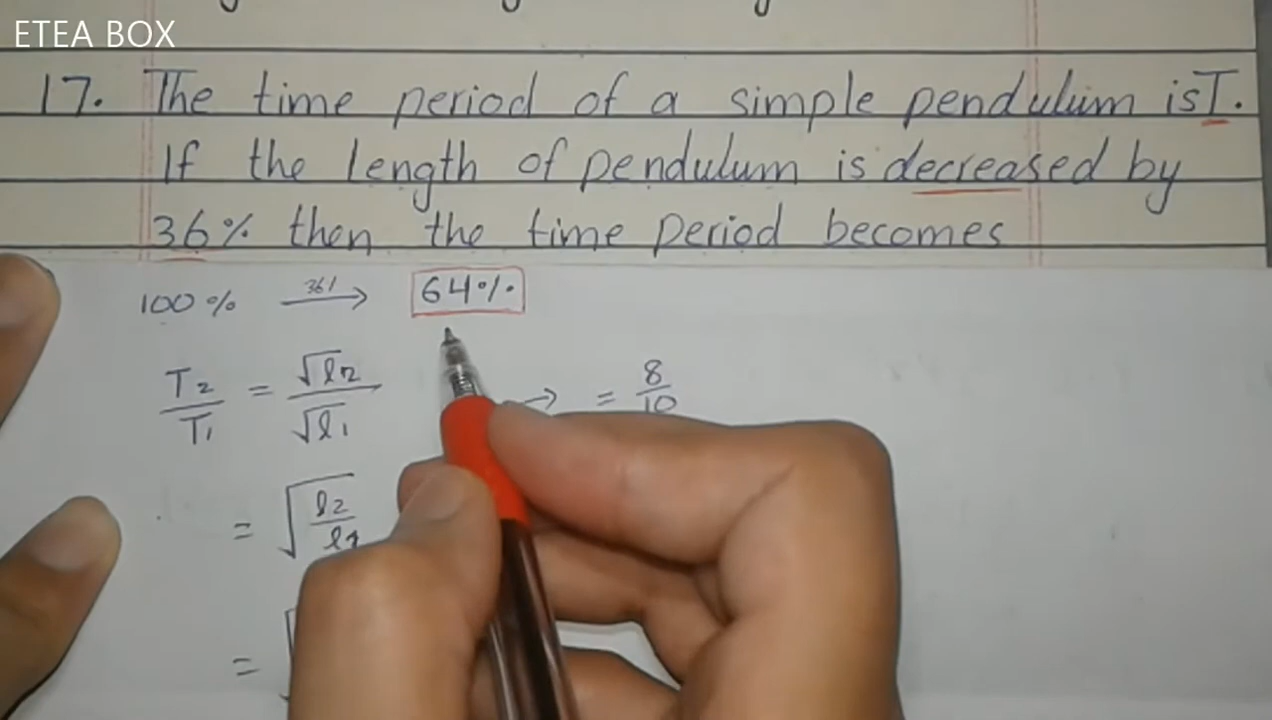 ETEA BOX
17. The time period of a simple pendulum is T.
If the length of pendulum is decreased by
36% then the time period becomes
100% 36% → 64%
T2/T1 = √l2/√l1 → = 8/10
= √l2/l1
=